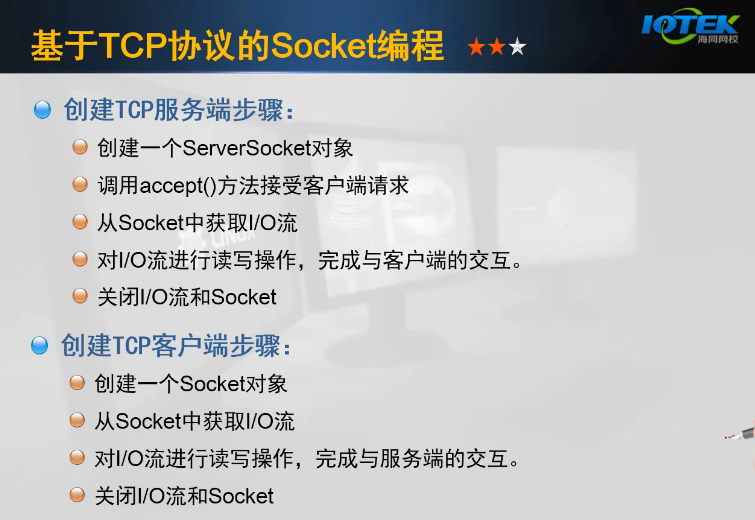 基于TCP协议的Socket编程
IOTEK
海同网校
创建TCP服务端步骤：
创建一个ServerSocket对象
调用accept()方法接受客户端请求
从Socket中获取I/O流
LINUX
对I/O流进行读写操作，完成与客户端的交互。
关闭I/O流和Socket
创建TCP客户端步骤：
创建一个Socket对象
从Socket中获取I/O流
对I/O流进行读写操作，完成与服务端的交互。
关闭I/O流和Socket